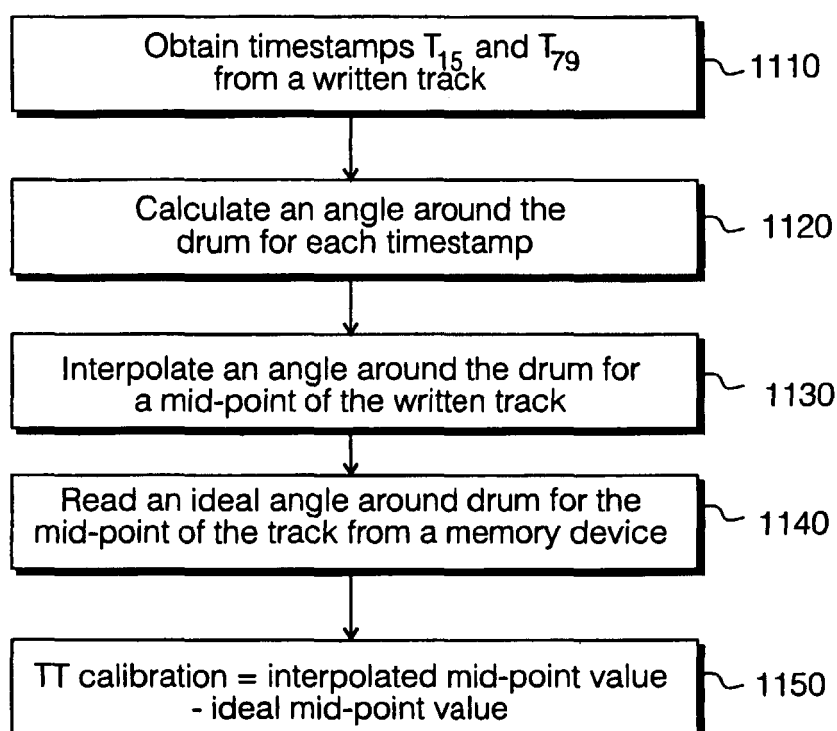 Obtain timestamps T15 and T79
from a written track
1110
Calculate an angle around the
drum for each timestamp
1120
Interpolate an angle around the drum for
a mid-point of the written track
1130
Read an ideal angle around drum for the
mid-point of the track from a memory device
1140
TT calibration = interpolated mid-point value
- ideal mid-point value
1150